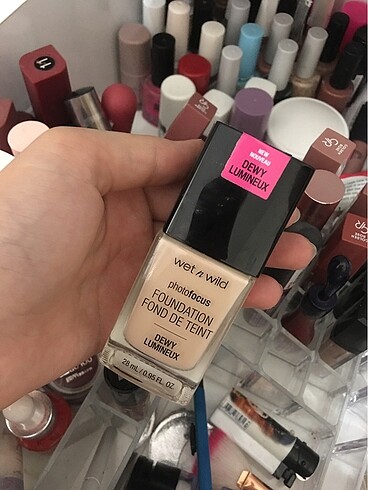 NEW
NOUVEAU
DEWY
LUMINEUX
wet n wild
photofocus
FOUNDATION
FOND DE TEINT
DEWY
LUMINEUX
28 mL / 0.95 FL. OZ.